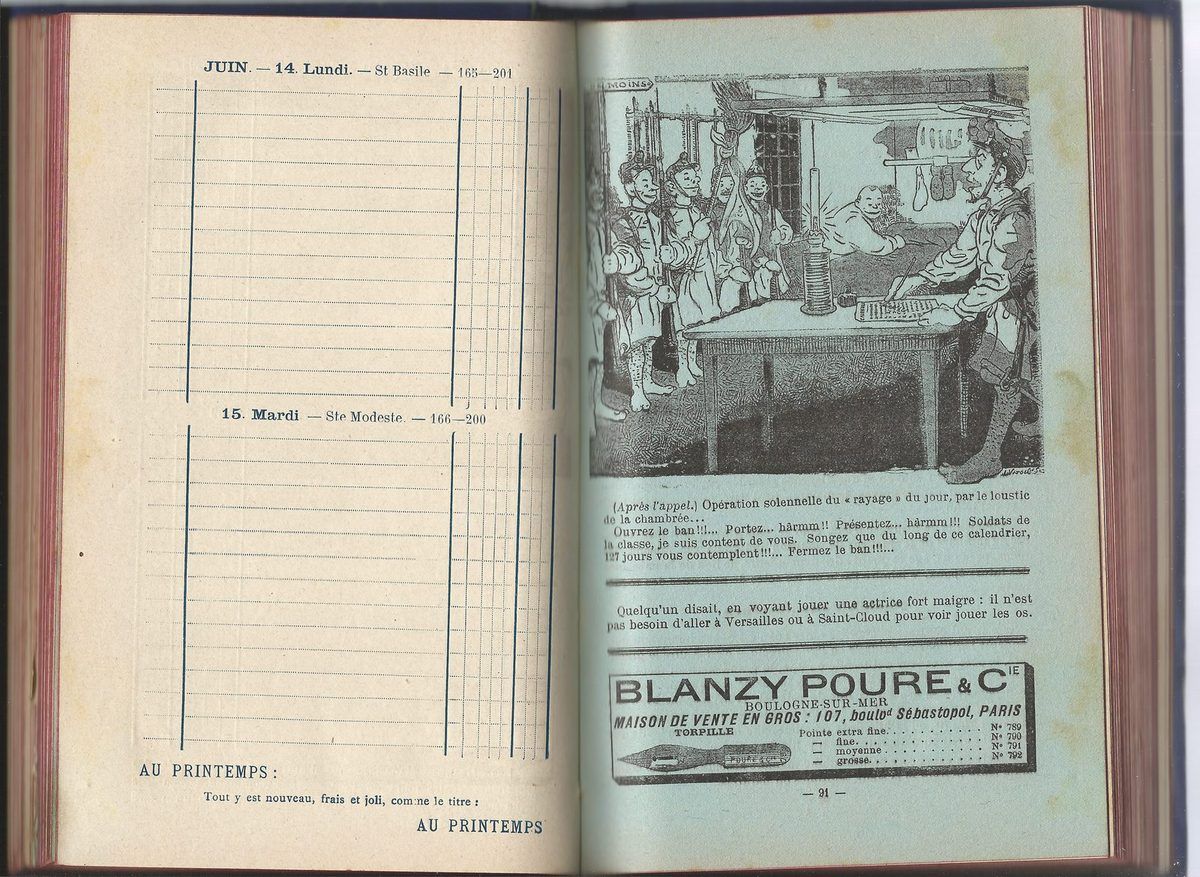 JUIN. — 14. Lundi. — St Basile — 165—201
15. Mardi — Ste Modeste. — 166—200
AU PRINTEMPS :
Tout y est nouveau, frais et joli, comme le titre :
AU PRINTEMPS
MOINS
(Après l'appel.) Opération solennelle du « rayage » du jour, par le loustic
de la chambrée...
Ouvrez le ban!!!... Portez... hârmm!! Présentez... hârmm!!! Soldats de
la classe, je suis content de vous. Songez que du long de ce calendrier,
127 jours vous contemplent!!!... Fermez le ban!!!...
Quelqu'un disait, en voyant jouer une actrice fort maigre : il n'est
pas besoin d'aller à Versailles ou à Saint-Cloud pour voir jouer les os.
BLANZY POURE & CIE
BOULOGNE-SUR-MER
MAISON DE VENTE EN GROS : 107, boulvd Sébastopol, PARIS
TORPILLE
Pointe extra fine. . . . . . . . . . . . N° 789
— fine. . . . . . . . . . . . . . . N° 790
— moyenne . . . . . . . . . . . N° 791
— grosse. . . . . . . . . . . . . N° 792
POURE & Cie
— 91 —